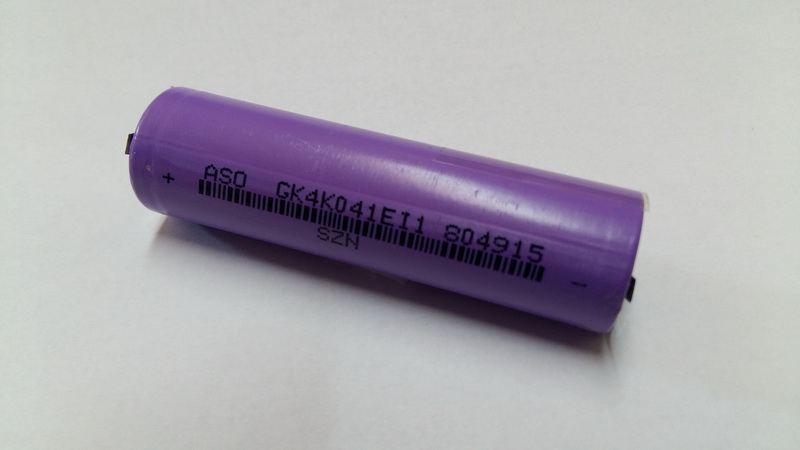 + ASO GK4K041EI1 804915 -
SZN